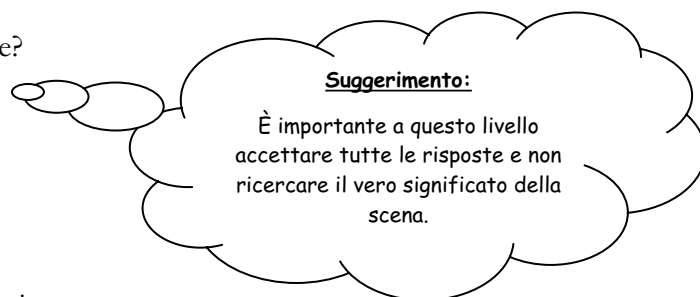 e?
Suggerimento:
È importante a questo livello
accettare tutte le risposte e non
ricercare il vero significato della
scena.